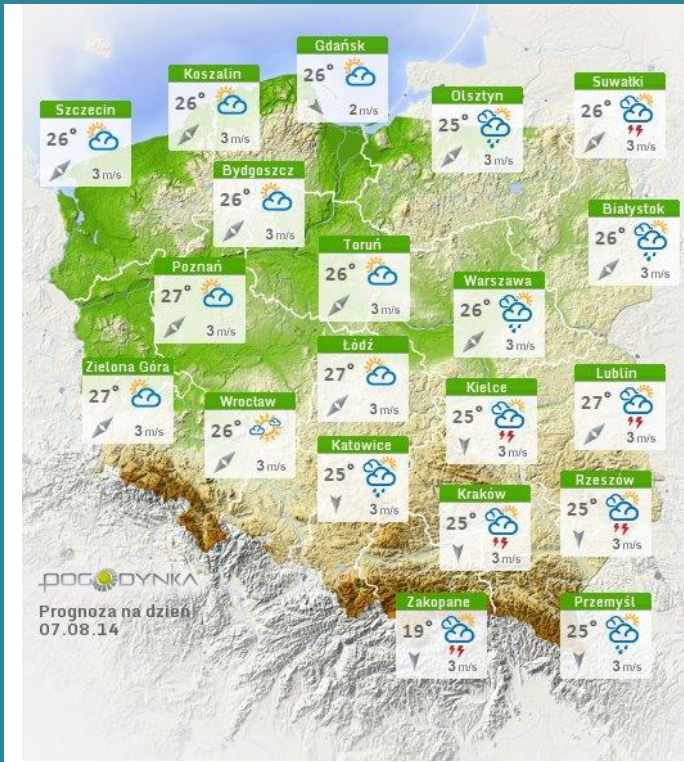 Gdańsk
26°
2 m/s
Koszalin
26°
3 m/s
Szczecin
26°
3 m/s
Olsztyn
25°
3 m/s
Suwałki
26°
3 m/s
Bydgoszcz
26°
3 m/s
Białystok
26°
3 m/s
Toruń
26°
3 m/s
Poznań
27°
3 m/s
Warszawa
26°
3 m/s
Łódź
27°
3 m/s
Zielona Góra
27°
3 m/s
Wrocław
26°
3 m/s
Kielce
25°
3 m/s
Lublin
27°
3 m/s
Katowice
25°
3 m/s
Kraków
25°
3 m/s
Rzeszów
25°
3 m/s
POGODYNKA
Prognoza na dzień
07.08.14
Zakopane
19°
3 m/s
Przemyśl
25°
3 m/s